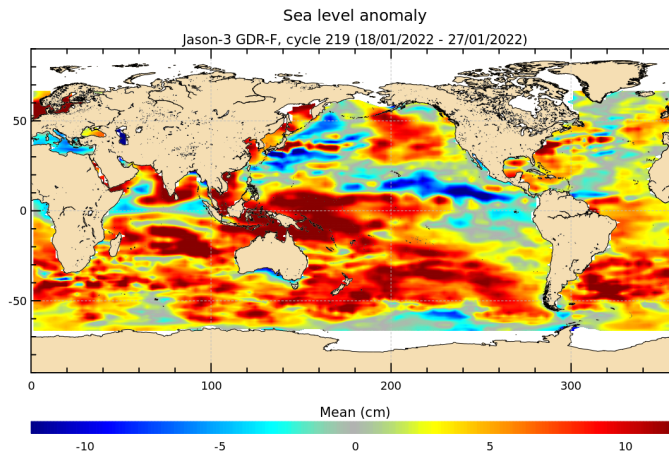 Sea level anomaly
Jason-3 GDR-F, cycle 219 (18/01/2022 - 27/01/2022)
50
0
-50
0 100 200 300
Mean (cm)
-10 -5 0 5 10